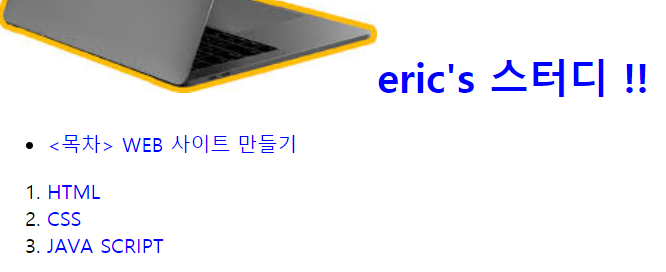 eric's 스터디 !!
• <목차> WEB 사이트 만들기
1. HTML
2. CSS
3. JAVA SCRIPT